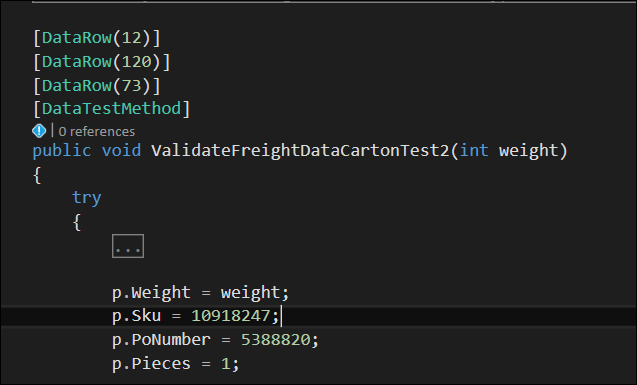 [DataRow(12)]
[DataRow(120)]
[DataRow(73)]
[DataTestMethod]
| 0 references
public void ValidateFreightDataCartonTest2(int weight)
{
try
{
...
p.Weight = weight;
p.Sku = 10918247;
p.PoNumber = 5388820;
p.Pieces = 1;